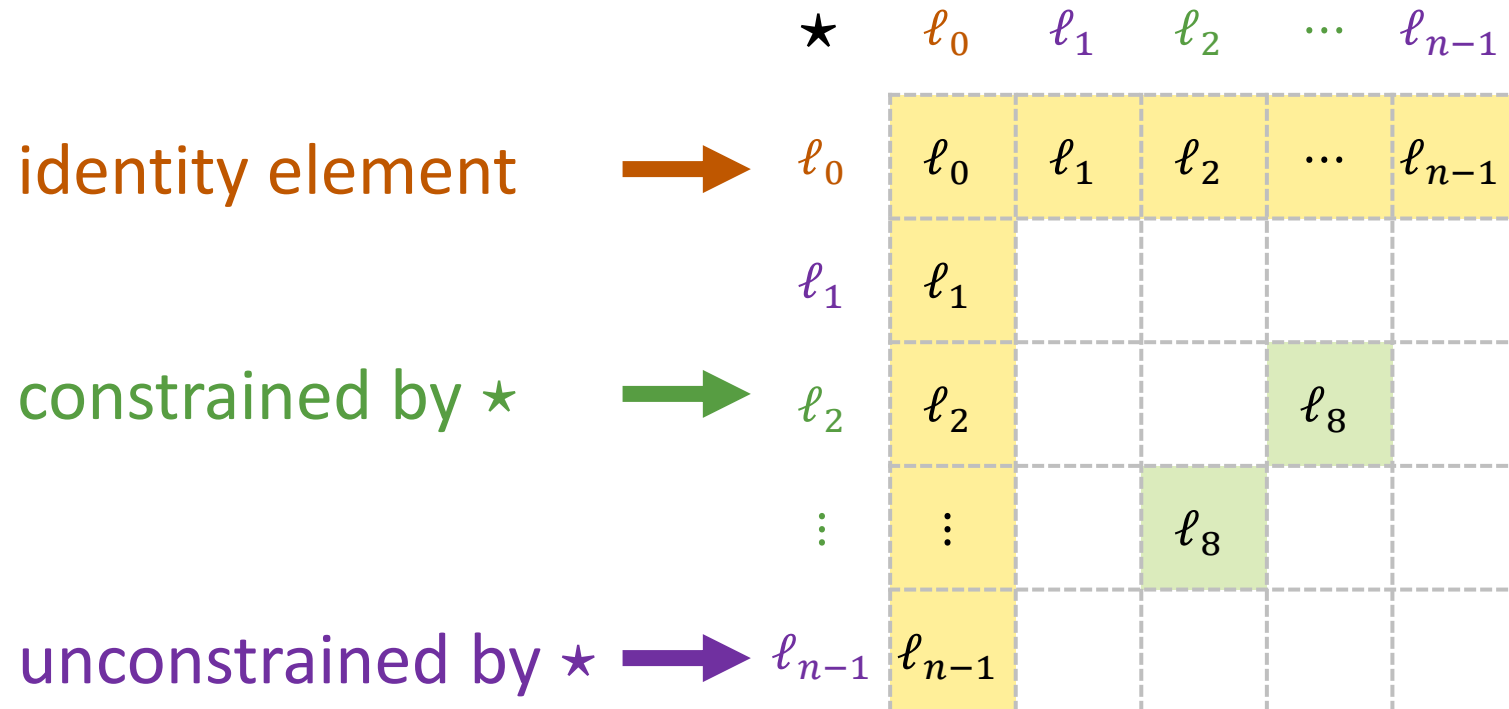 ⋆ ℓ₀ ℓ₁ ℓ₂ ⋯ ℓₙ₋₁
identity element ℓ₀ ℓ₀ ℓ₁ ℓ₂ ⋯ ℓₙ₋₁
ℓ₁ ℓ₁
constrained by ⋆ ℓ₂ ℓ₂ ℓ₈
⋮ ⋮ ℓ₈
unconstrained by ⋆ ℓₙ₋₁ ℓₙ₋₁